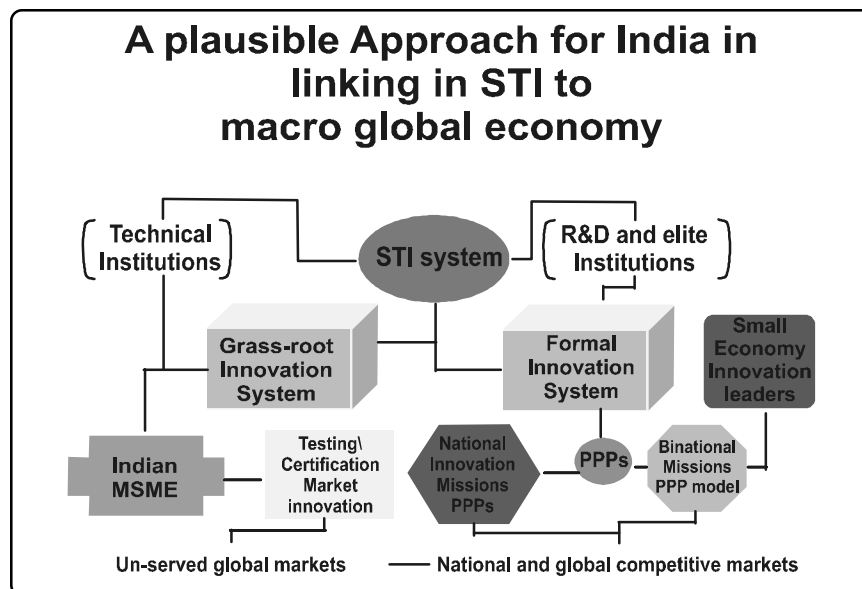 A plausible Approach for India in
linking in STI to
macro global economy
Technical
Institutions
STI system
R&D and elite
Institutions
Grass-root
Innovation
System
Formal
Innovation
System
Small
Economy
Innovation
leaders
Indian
MSME
Testing\
Certification
Market
innovation
National
Innovation
Missions
PPPs
PPPs
Binational
Missions
PPP model
Un-served global markets
National and global competitive markets